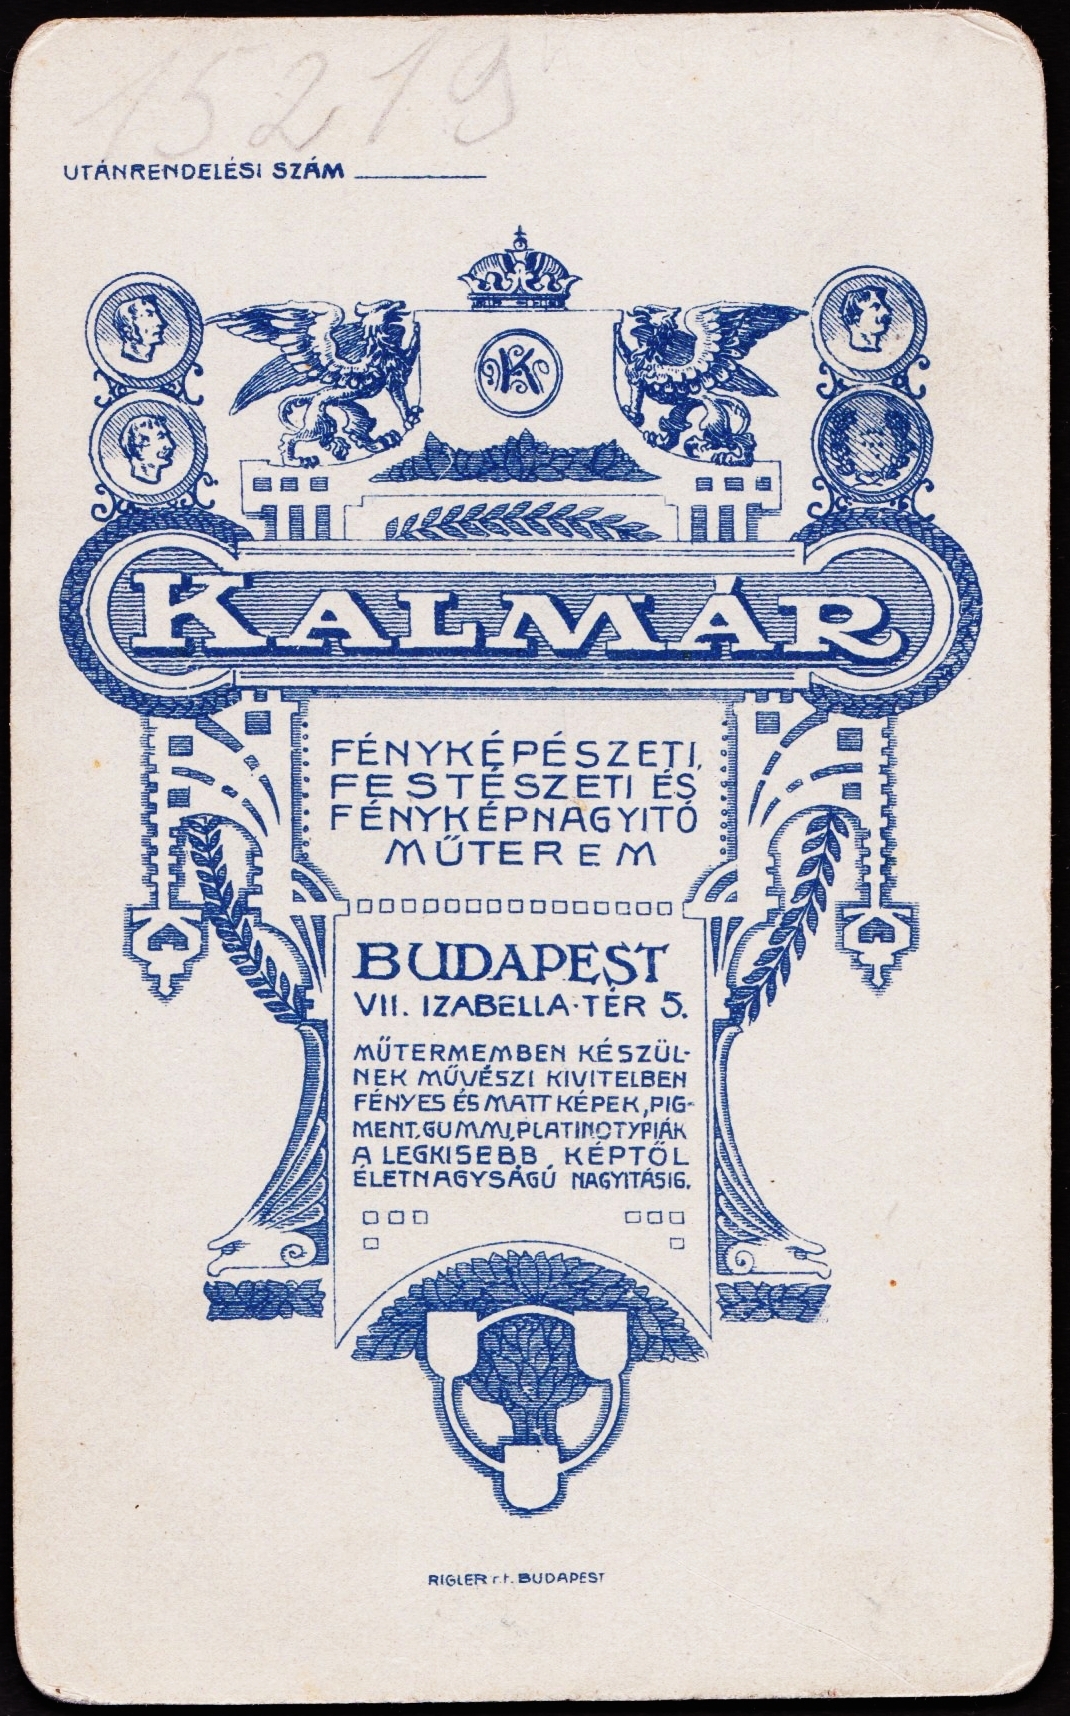 15219
UTÁNRENDELÉSI SZÁM
K
KALMÁR
FÉNYKÉPÉSZETI,
FESTÉSZETI ÉS
FÉNYKÉPNAGYITÓ
MŰTEREM
BUDAPEST
VII. IZABELLA-TÉR 5.
MŰTERMEMBEN KÉSZÜL-
NEK MŰVÉSZI KIVITELBEN
FÉNYES ÉS MATT KÉPEK, PIG-
MENT, GUMMI, PLATINOTYPIÁK
A LEGKISEBB KÉPTŐL
ÉLETNAGYSÁGÚ NAGYITÁSIG.
RIGLER r.t. BUDAPEST